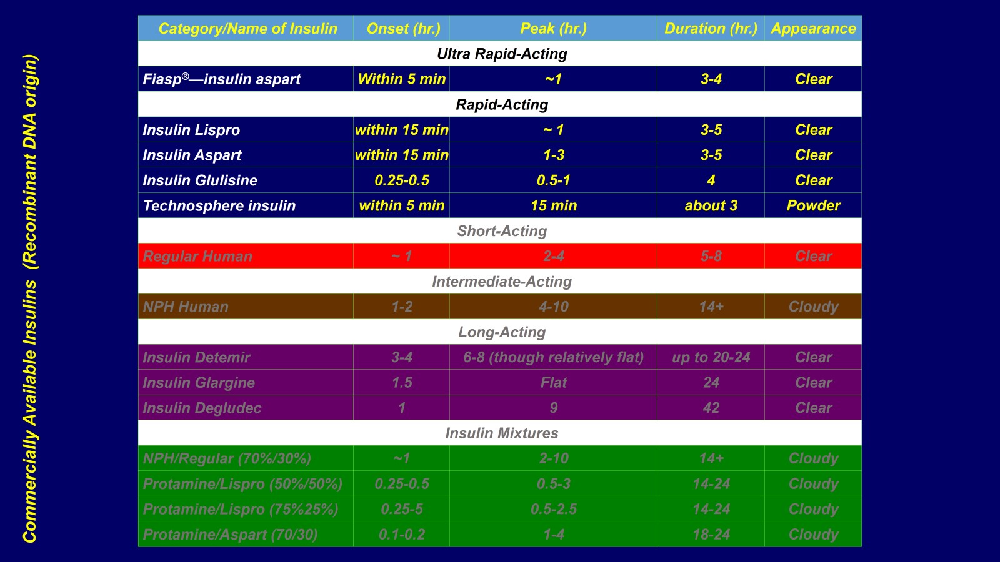 Commercially Available Insulins (Recombinant DNA origin)
Category/Name of Insulin Onset (hr.) Peak (hr.) Duration (hr.) Appearance
Ultra Rapid-Acting
Fiasp®—insulin aspart Within 5 min ~1 3-4 Clear
Rapid-Acting
Insulin Lispro within 15 min ~ 1 3-5 Clear
Insulin Aspart within 15 min 1-3 3-5 Clear
Insulin Glulisine 0.25-0.5 0.5-1 4 Clear
Technosphere insulin within 5 min 15 min about 3 Powder
Short-Acting
Regular Human ~ 1 2-4 5-8 Clear
Intermediate-Acting
NPH Human 1-2 4-10 14+ Cloudy
Long-Acting
Insulin Detemir 3-4 6-8 (though relatively flat) up to 20-24 Clear
Insulin Glargine 1.5 Flat 24 Clear
Insulin Degludec 1 9 42 Clear
Insulin Mixtures
NPH/Regular (70%/30%) ~1 2-10 14+ Cloudy
Protamine/Lispro (50%/50%) 0.25-0.5 0.5-3 14-24 Cloudy
Protamine/Lispro (75%25%) 0.25-5 0.5-2.5 14-24 Cloudy
Protamine/Aspart (70/30) 0.1-0.2 1-4 18-24 Cloudy